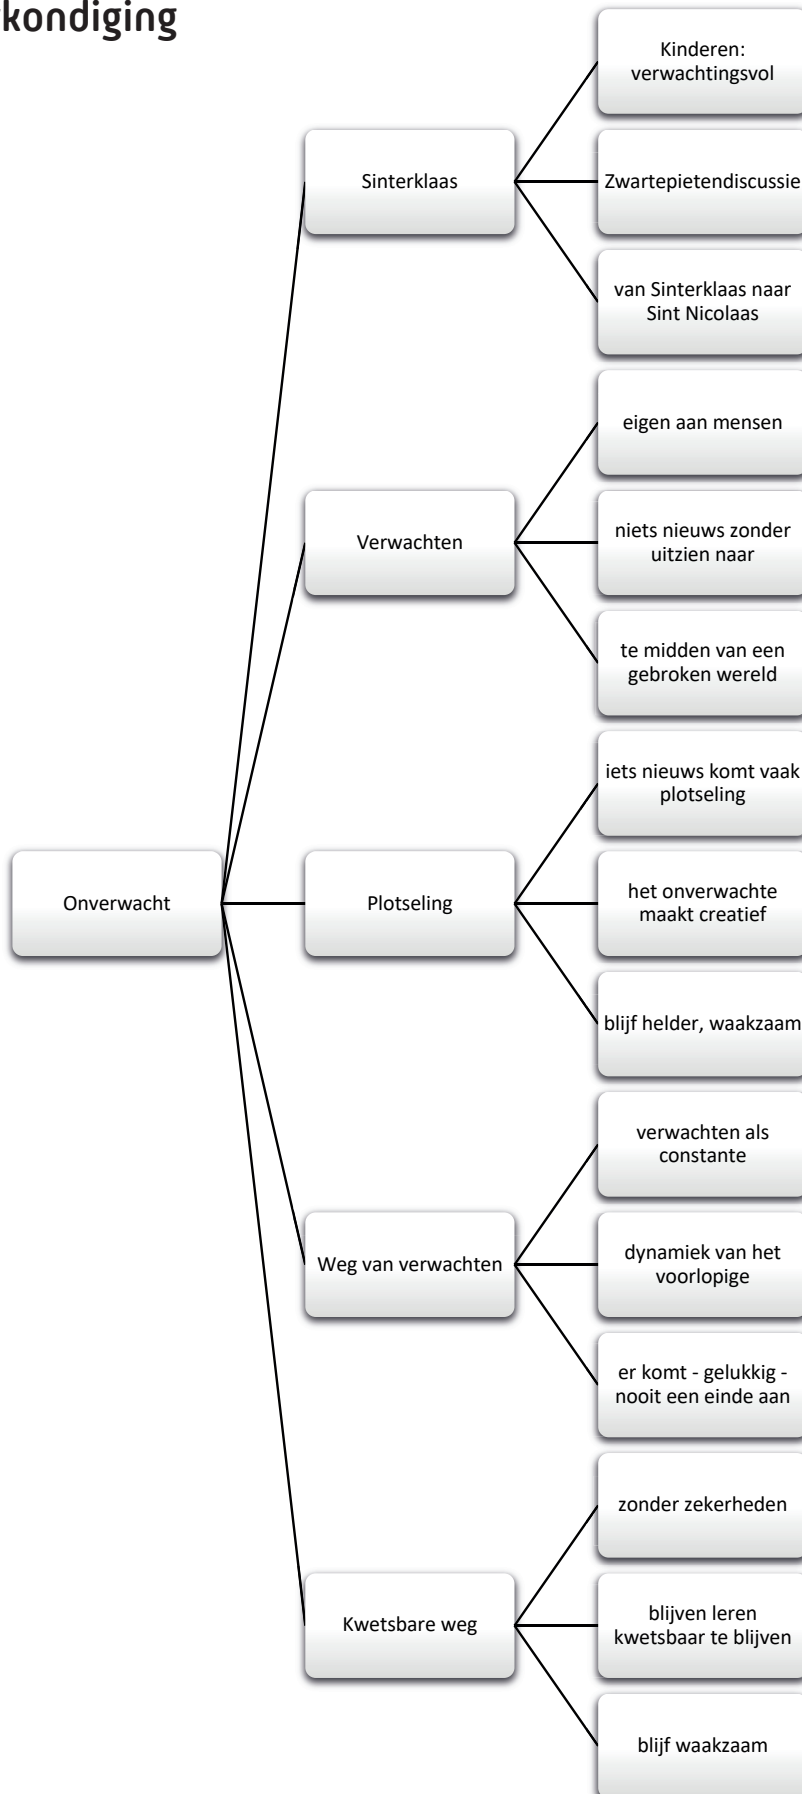 kondiging
Kinderen:
verwachtingsvol
Sinterklaas
Zwartepietendiscussie
van Sinterklaas naar
Sint Nicolaas
eigen aan mensen
Verwachten
niets nieuws zonder
uitzien naar
te midden van een
gebroken wereld
iets nieuws komt vaak
plotseling
Onverwacht
Plotseling
het onverwachte
maakt creatief
blijf helder, waakzaam
verwachten als
constante
Weg van verwachten
dynamiek van het
voorlopige
er komt - gelukkig -
nooit een einde aan
zonder zekerheden
Kwetsbare weg
blijven leren
kwetsbaar te blijven
blijf waakzaam